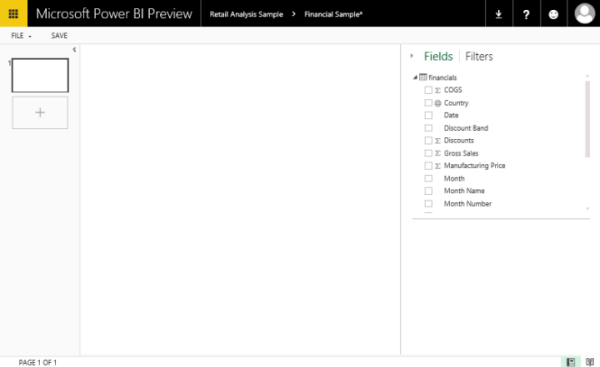 Microsoft Power BI Preview Retail Analysis Sample > Financial Sample*
?
FILE SAVE
1
+
Fields | Filters
financials
Σ COGS
Country
Date
Discount Band
Σ Discounts
Σ Gross Sales
Σ Manufacturing Price
Month
Month Name
Month Number
PAGE 1 OF 1